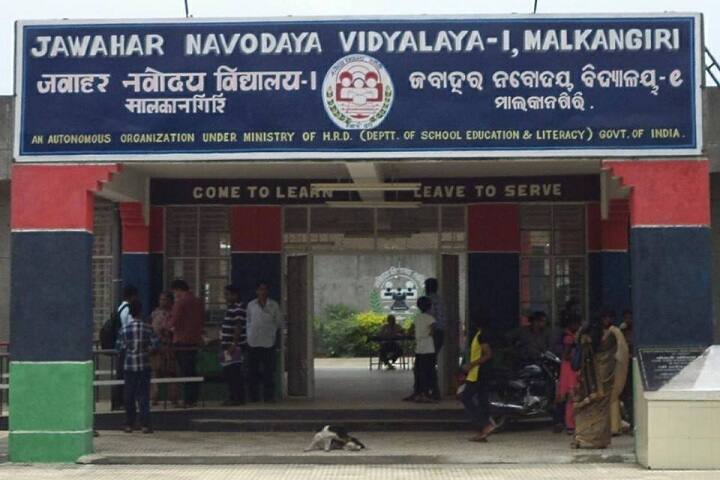 JAWAHAR NAVODAYA VIDYALAYA-I, MALKANGIRI
जवाहर नवोदय विद्यालय-I
मालकानगिरि
ଜବାହର ନବୋଦୟ ବିଦ୍ୟାଳୟ-୧
ମାଲକାନଗିରି.
AN AUTONOMOUS ORGANIZATION UNDER MINISTRY OF H.R.D (DEPTT. OF SCHOOL EDUCATION & LITERACY) GOVT. OF INDIA.
COME TO LEARN LEAVE TO SERVE